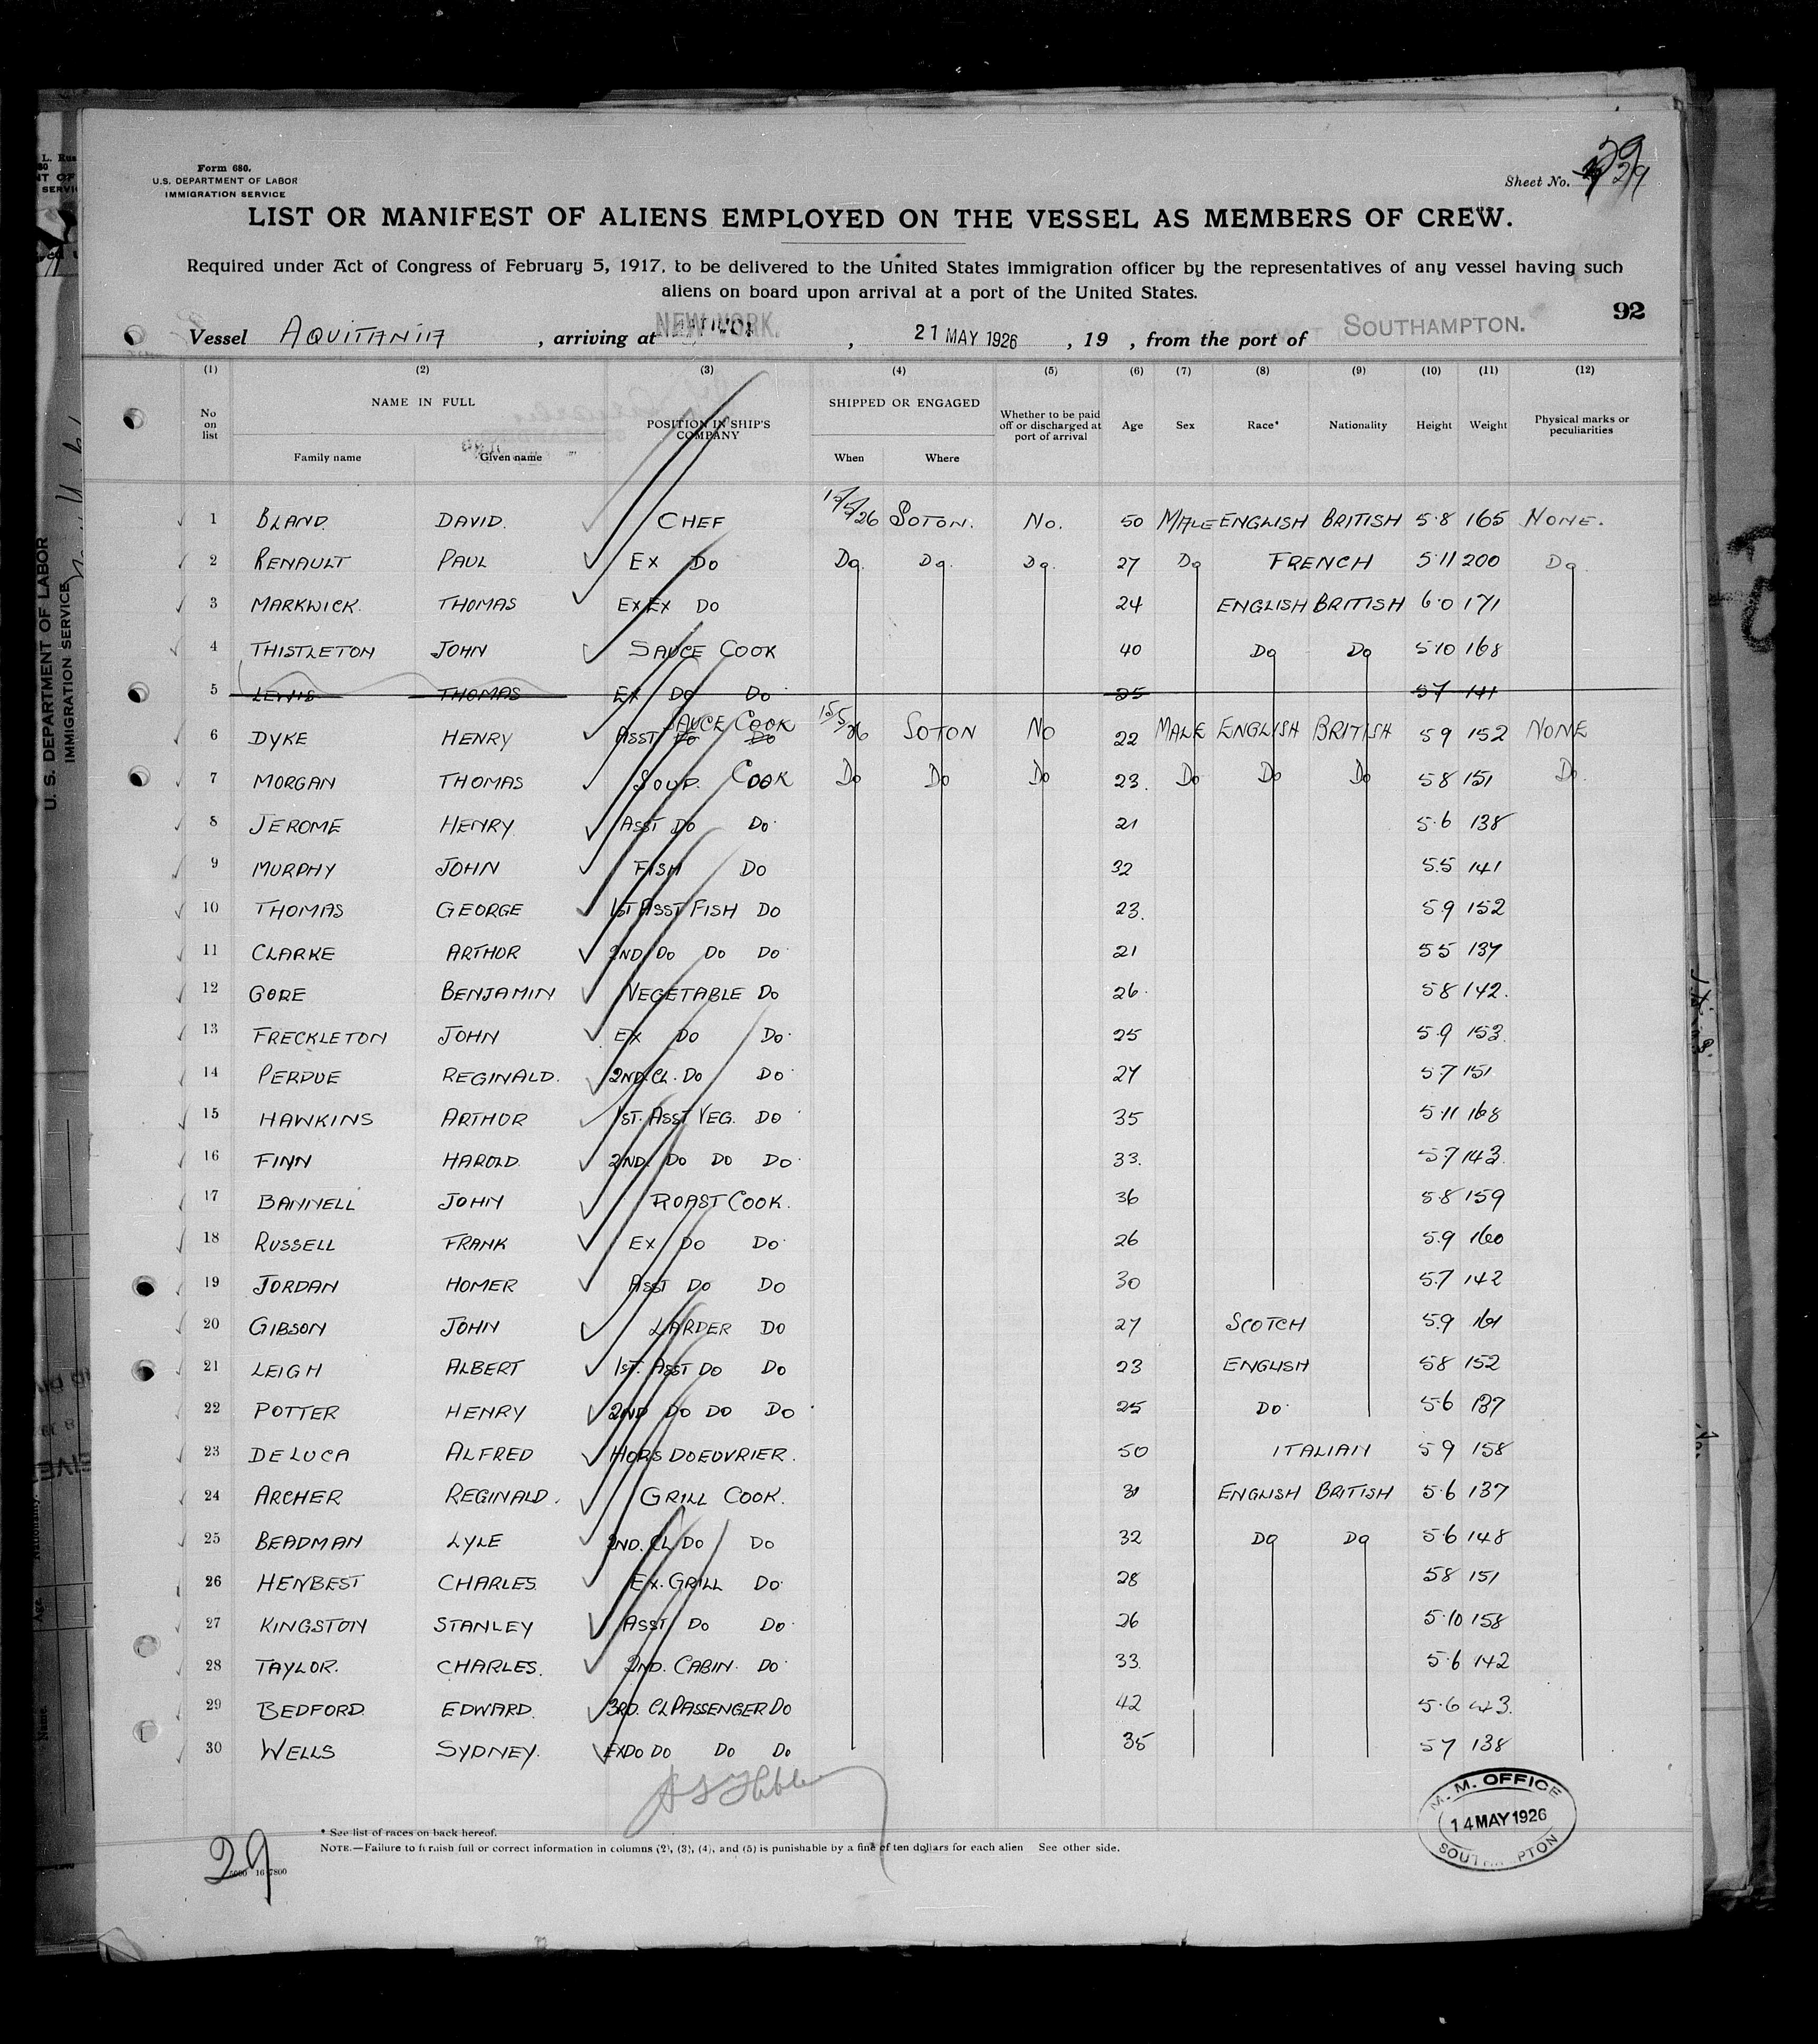 Form 680.
U.S. DEPARTMENT OF LABOR
IMMIGRATION SERVICE
Sheet No. 29
LIST OR MANIFEST OF ALIENS EMPLOYED ON THE VESSEL AS MEMBERS OF CREW.
Required under Act of Congress of February 5, 1917, to be delivered to the United States immigration officer by the representatives of any vessel having such
aliens on board upon arrival at a port of the United States.
92
Vessel AQUITANIA, arriving at NEW YORK., 21 MAY 1926, 19 , from the port of SOUTHAMPTON.
(1) (2) (3) (4) (5) (6) (7) (8) (9) (10) (11) (12)
No on list NAME IN FULL Family name Given name POSITION IN SHIP'S COMPANY SHIPPED OR ENGAGED When Where Whether to be paid off or discharged at port of arrival Age Sex Race* Nationality Height Weight Physical marks or peculiarities
1 BLAND. DAVID. CHEF 15/5/26 SOTON. NO. 50 MALE ENGLISH BRITISH 5·8 165 NONE.
2 RENAULT PAUL EX DO DO DO DO 27 DO FRENCH 5·11 200 DO
3 MARKWICK. THOMAS EX EX DO 24 ENGLISH BRITISH 6·0 171
4 THISTLETON JOHN SAUCE COOK 40 DO DO 5·10 168
5 LEWIS THOMAS EX DO DO 25 5·7 141
6 DYKE HENRY ASST DO DO SAUCE COOK 15/5/26 SOTON NO 22 MALE ENGLISH BRITISH 5 9 152 NONE
7 MORGAN THOMAS SOUP. COOK DO DO DO 23. DO DO DO 5 8 151 DO
8 JEROME HENRY ASST DO DO 21 5·6 138
9 MURPHY JOHN FISH DO 32 5.5 141
10 THOMAS GEORGE 1ST ASST FISH DO 23. 5.9 152
11 CLARKE ARTHOR 2ND DO DO DO 21 5 5 137
12 GORE BENJAMIN VEGETABLE DO 26 5 8 142.
13 FRECKLETON JOHN EX DO DO 25 5·9 153.
14 PERDUE REGINALD. 2ND.CL. DO DO 27 5·7 151
15 HAWKINS ARTHOR 1ST. ASST VEG. DO 35 5·11 168
16 FINN HAROLD. 2ND. DO DO DO 33. 5·7 143.
17 BANNELL JOHN ROAST COOK. 36 5·8 159
18 RUSSELL FRANK EX DO DO 26 5.9 160
19 JORDAN HOMER ASST DO DO 30 5.7 142
20 GIBSON JOHN LARDER DO 27 SCOTCH 5.9 161
21 LEIGH ALBERT 1ST. ASST DO DO 23 ENGLISH 5 8 152
22 POTTER HENRY 2ND DO DO DO 25 DO 5·6 137
23 DELUCA ALFRED HORS DOEUVRIER. 50 ITALIAN 5 9 158
24 ARCHER REGINALD. GRILL COOK. 31 ENGLISH BRITISH 5·6 137
25 BEADMAN LYLE 2ND. CL DO DO 32 DO DO 5·6 148
26 HENBEST CHARLES. EX. GRILL DO 28 5 8 151
27 KINGSTON STANLEY ASST DO DO 26 5·10 158
28 TAYLOR. CHARLES. 2ND. CABIN. DO 33. 5·6 142
29 BEDFORD EDWARD. 3RD. CL PASSENGER DO 42 5·6
30 WELLS SYDNEY. EX DO DO DO DO 35 5 7 138
M. M. OFFICE
14 MAY 1926
* See list of races on back hereof.
NOTE.—Failure to furnish full or correct information in columns (2), (3), (4), and (5) is punishable by a fine of ten dollars for each alien See other side.
29
U. S. DEPARTMENT OF LABOR
IMMIGRATION SERVICE